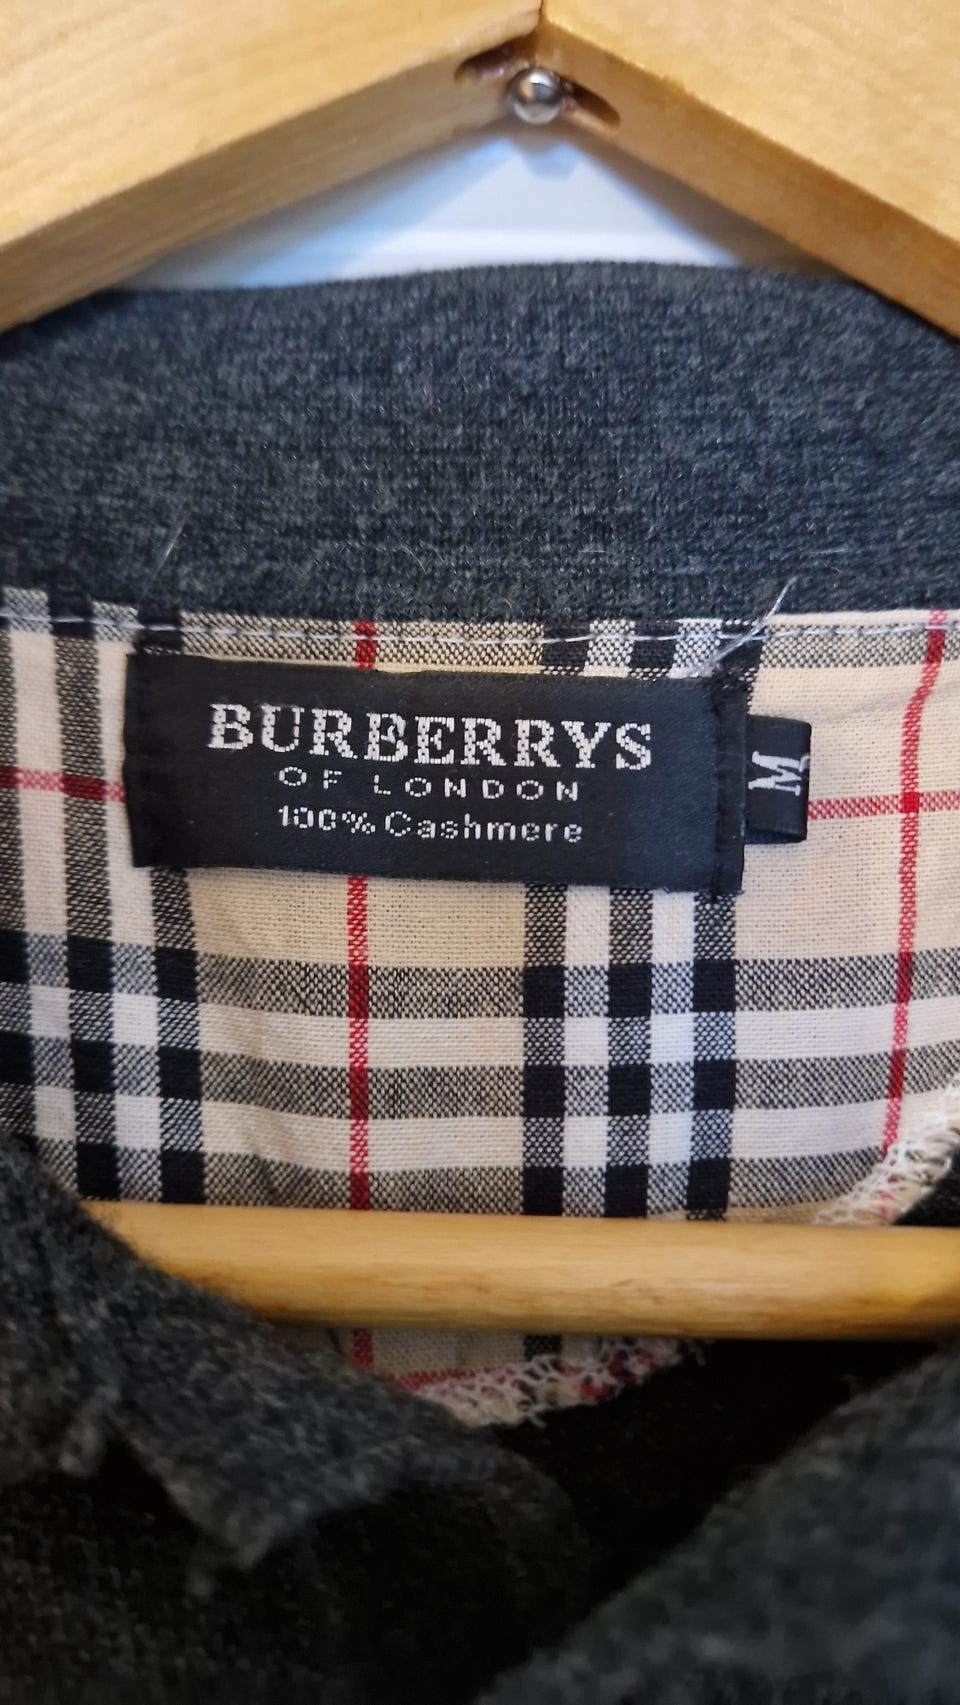 BURBERRYS
OF LONDON
100% Cashmere
M